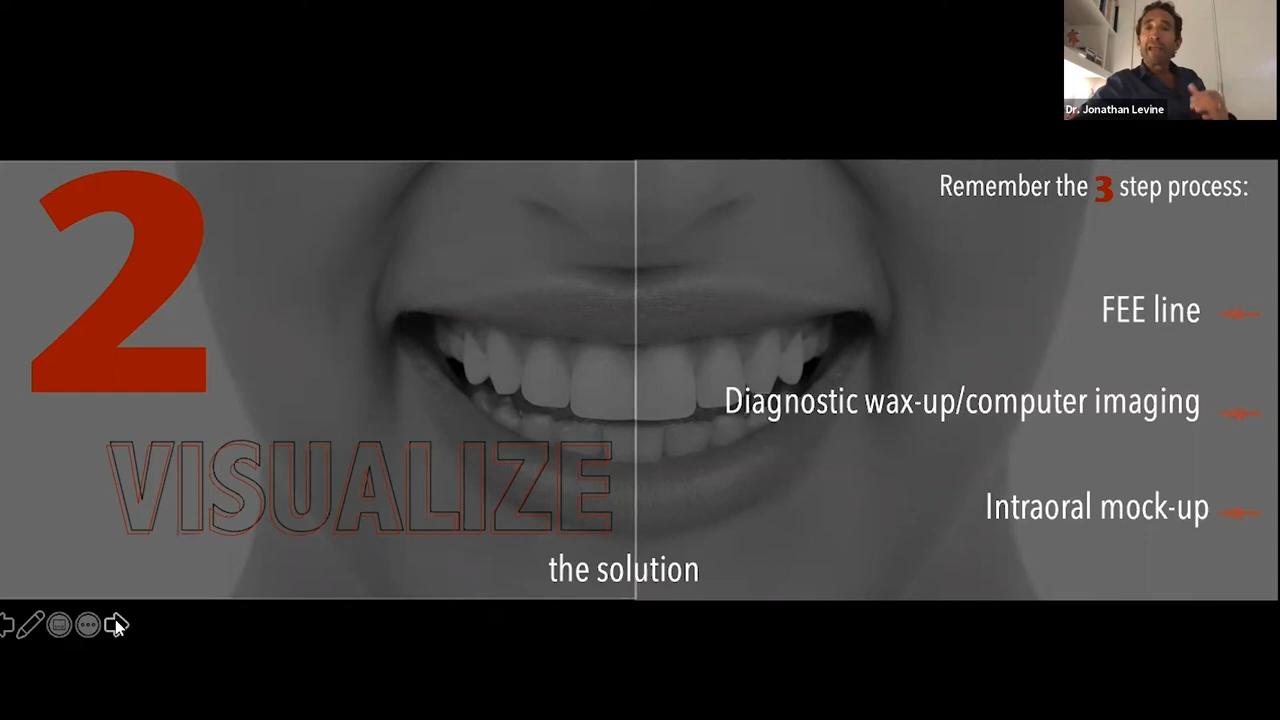 Dr. Jonathan Levine
2
VISUALIZE
the solution
Remember the 3 step process:
FEE line
Diagnostic wax-up/computer imaging
Intraoral mock-up